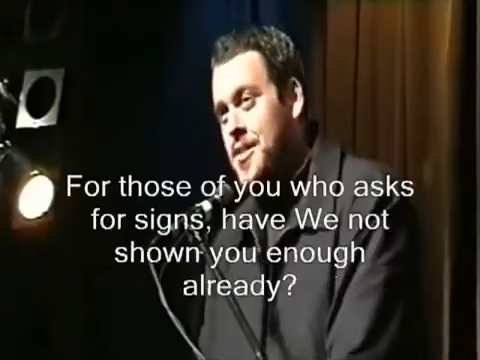 For those of you who asks
for signs, have We not
shown you enough
already?